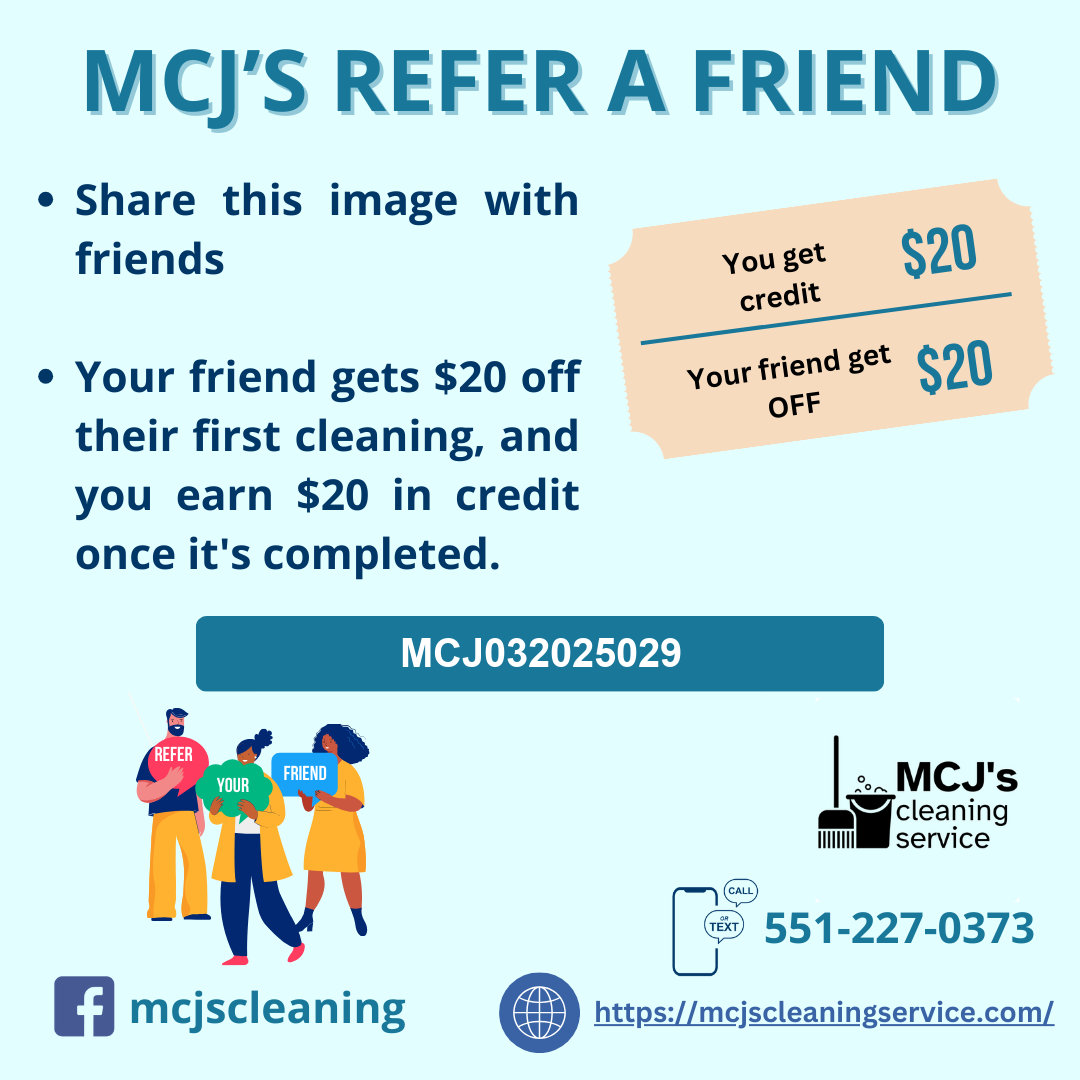 MCJ’S REFER A FRIEND
• Share this image with
friends
• Your friend gets $20 off
their first cleaning, and
you earn $20 in credit
once it's completed.
You get
credit
$20
Your friend get
OFF
$20
MCJ032025029
REFER
YOUR
FRIEND
MCJ's
cleaning
service
CALL
OR
TEXT
551-227-0373
mcjscleaning
https://mcjscleaningservice.com/